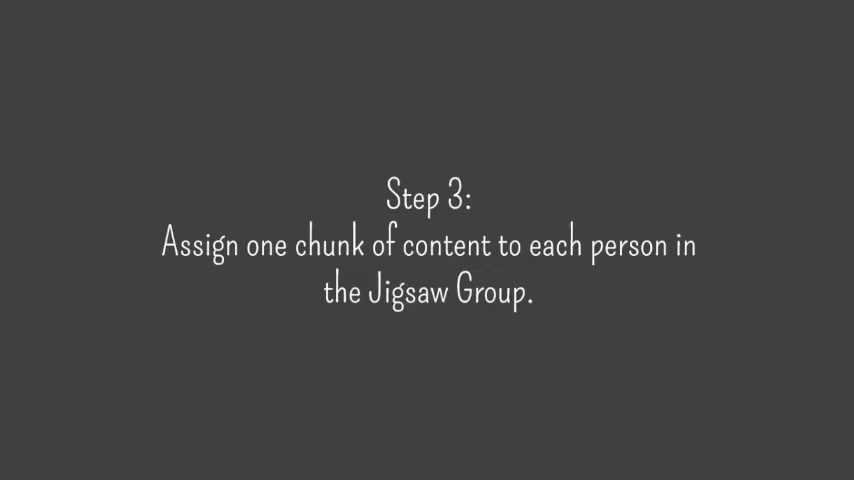 Step 3:
Assign one chunk of content to each person in
the Jigsaw Group.